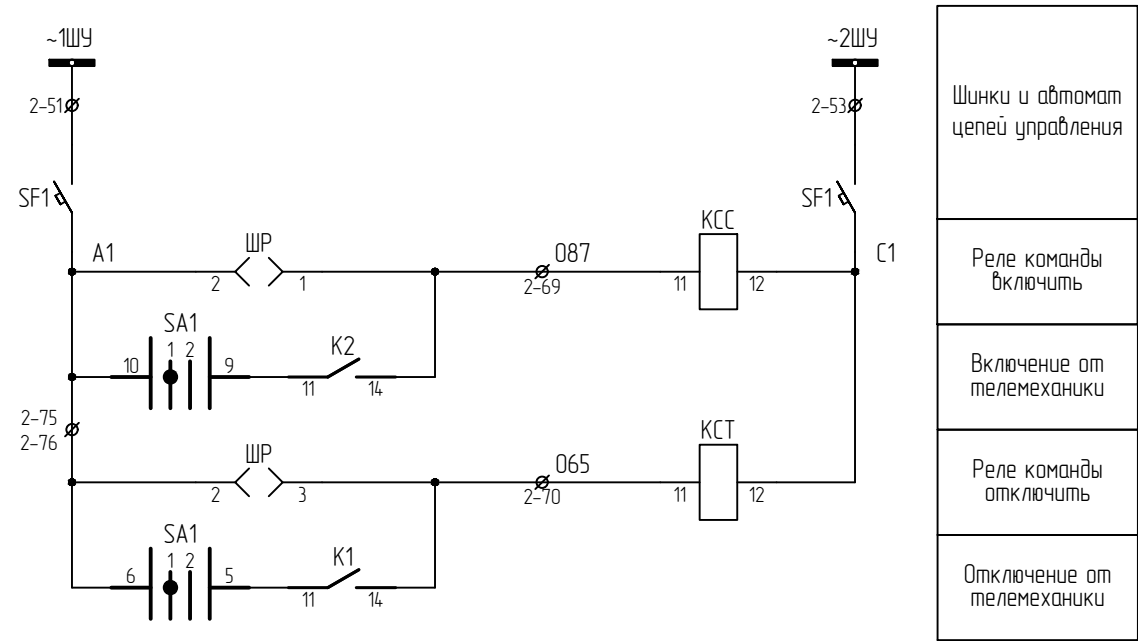 ~1ШУ
~2ШУ
2-51
2-53
SF1
SF1
Шинки и автомат
цепей управления
A1
ШР
2
1
087
2-69
КСС
11
12
C1
Реле команды
включить
SA1
10
1 2
9
К2
11
14
Включение от
телемеханики
2-75
2-76
ШР
2
3
065
2-70
КСТ
11
12
Реле команды
отключить
SA1
6
1 2
5
К1
11
14
Отключение от
телемеханики